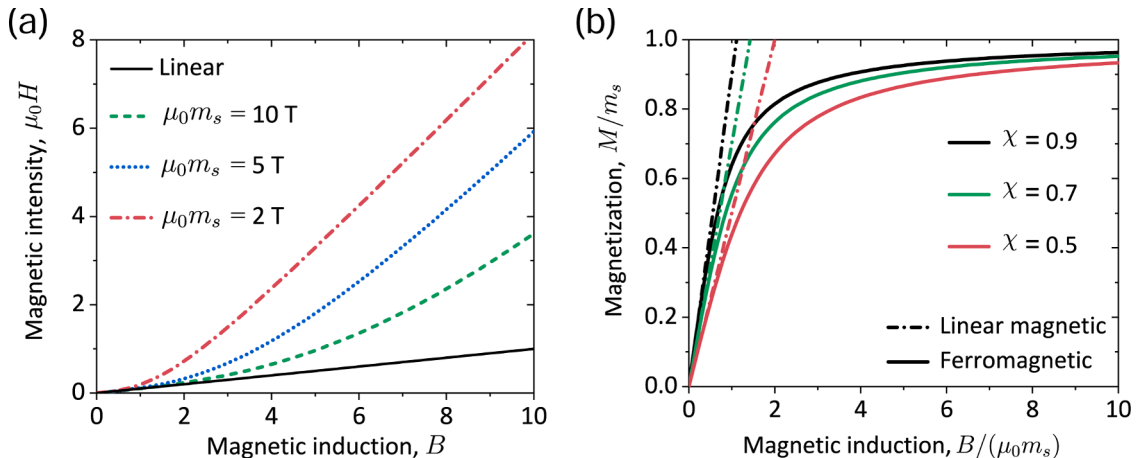 (a)
Magnetic intensity, μ₀H
8
6
4
2
0
Linear
μ₀mₛ = 10 T
μ₀mₛ = 5 T
μ₀mₛ = 2 T
0 2 4 6 8 10
Magnetic induction, B
(b)
Magnetization, M/mₛ
1.0
0.8
0.6
0.4
0.2
0.0
χ = 0.9
χ = 0.7
χ = 0.5
Linear magnetic
Ferromagnetic
0 2 4 6 8 10
Magnetic induction, B/(μ₀mₛ)